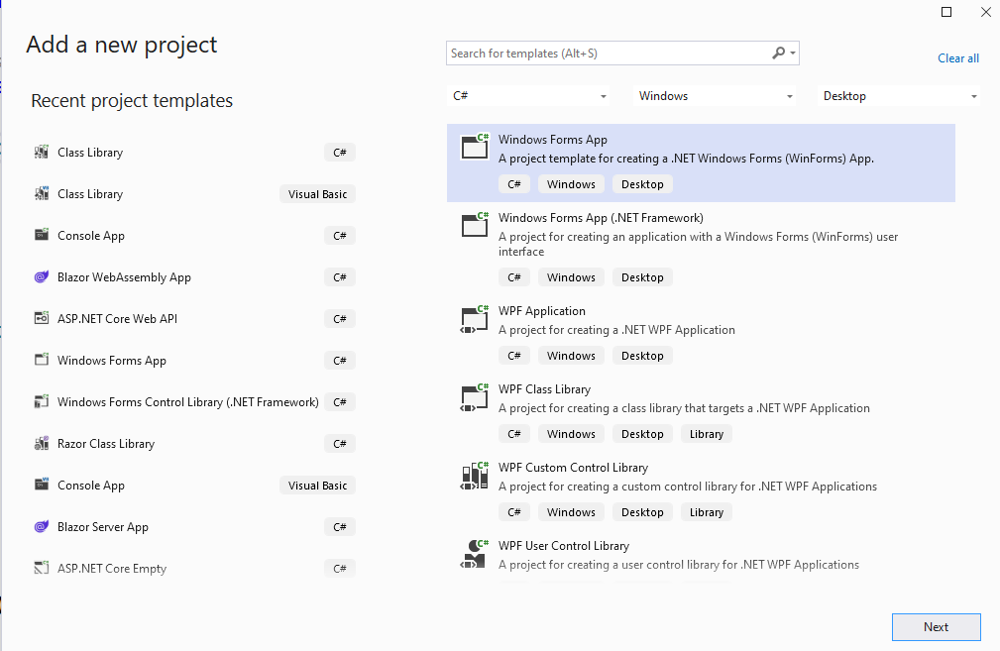 Add a new project
Search for templates (Alt+S)
Clear all
Recent project templates
C#
Windows
Desktop
Class Library
C#
Class Library
Visual Basic
Console App
C#
Blazor WebAssembly App
C#
ASP.NET Core Web API
C#
Windows Forms App
C#
Windows Forms Control Library (.NET Framework)
C#
Razor Class Library
C#
Console App
Visual Basic
Blazor Server App
C#
ASP.NET Core Empty
C#
C#
Windows Forms App
A project template for creating a .NET Windows Forms (WinForms) App.
C# Windows Desktop
C#
Windows Forms App (.NET Framework)
A project for creating an application with a Windows Forms (WinForms) user
interface
C# Windows Desktop
C#
WPF Application
A project for creating a .NET WPF Application
C# Windows Desktop
C#
WPF Class Library
A project for creating a class library that targets a .NET WPF Application
C# Windows Desktop Library
C#
WPF Custom Control Library
A project for creating a custom control library for .NET WPF Applications
C# Windows Desktop Library
C#
WPF User Control Library
A project for creating a user control library for .NET WPF Applications
Next